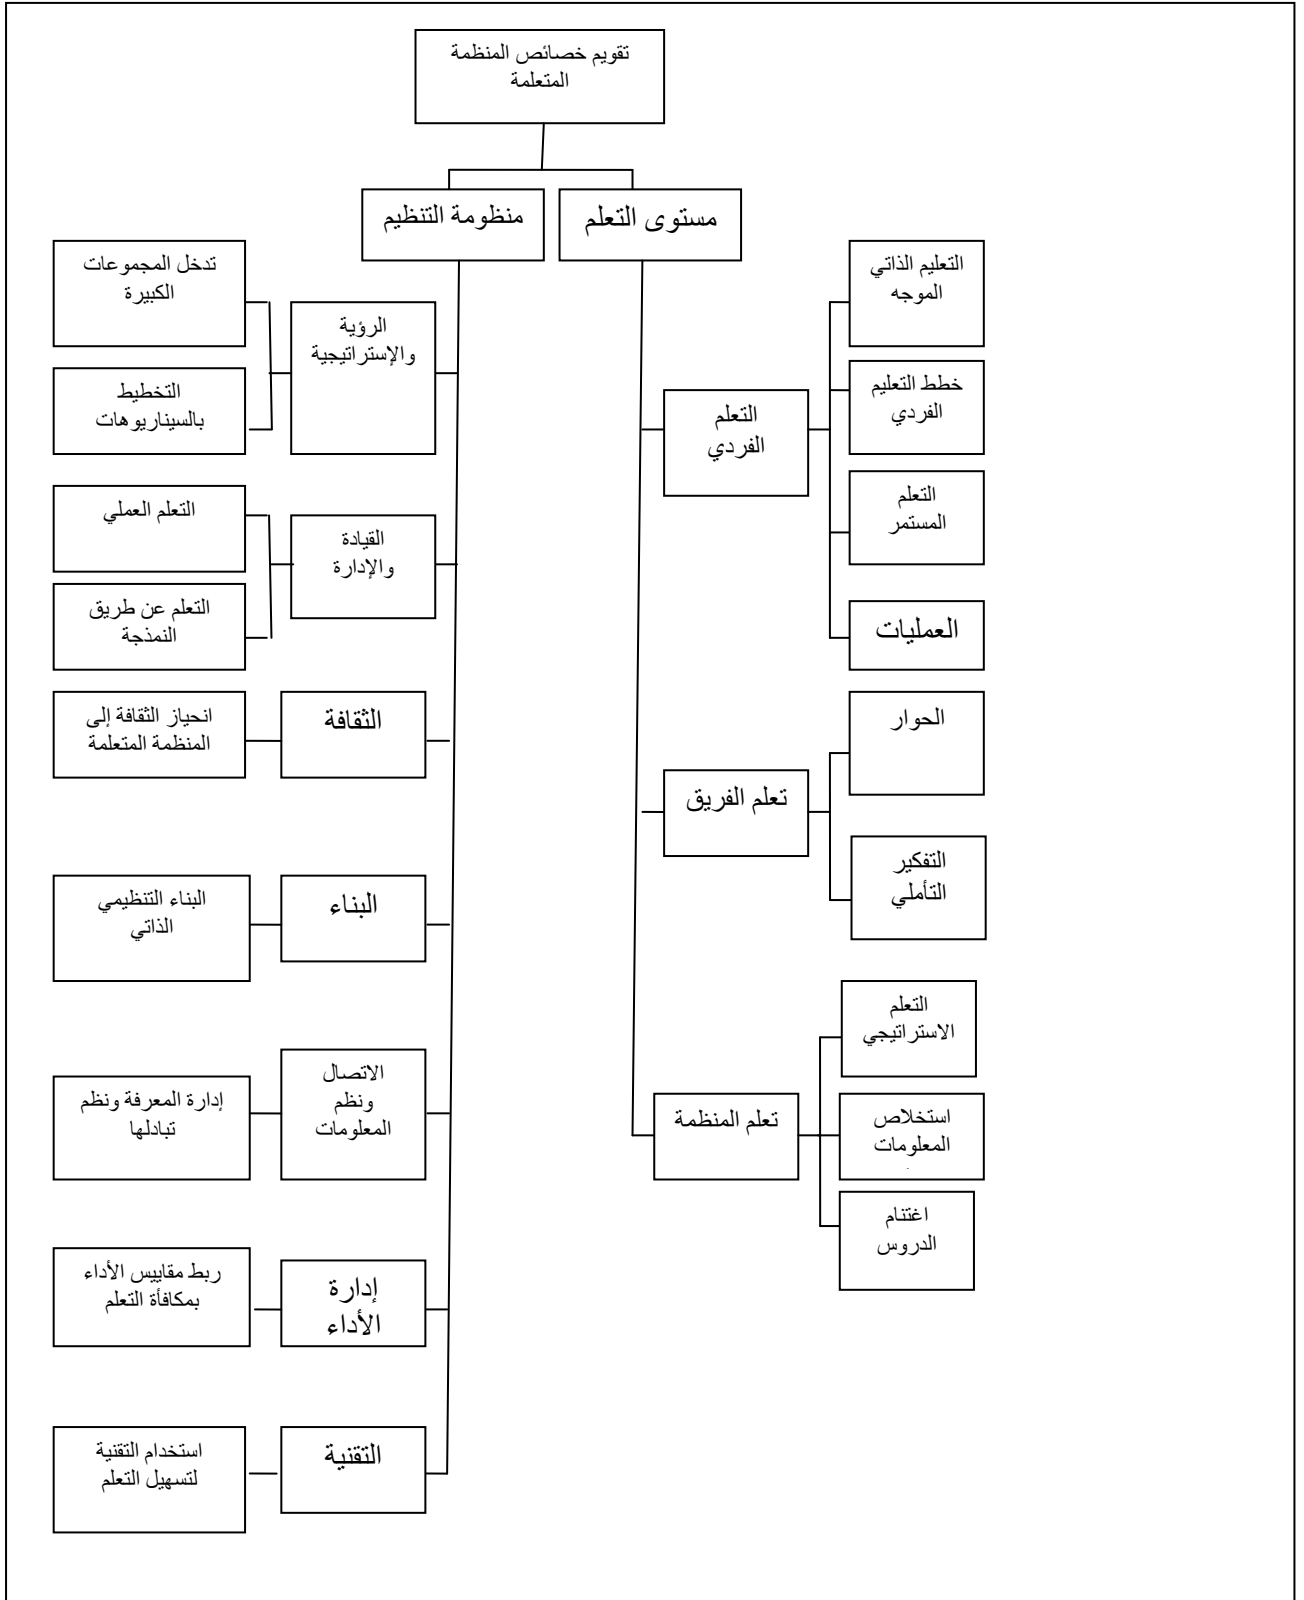 تقويم خصائص المنظمة
المتعلمة
مستوى التعلم
منظومة التنظيم
التعلم
الفردي
التعليم الذاتي
الموجه
خطط التعليم
الفردي
التعلم
المستمر
العمليات
تعلم الفريق
الحوار
التفكير
التأملي
تعلم المنظمة
التعلم
الاستراتيجي
استخلاص
المعلومات
اغتنام
الدروس
الرؤية
والإستراتيجية
تدخل المجموعات
الكبيرة
التخطيط
بالسيناريوهات
القيادة
والإدارة
التعلم العملي
التعلم عن طريق
النمذجة
الثقافة
انحياز الثقافة إلى
المنظمة المتعلمة
البناء
البناء التنظيمي
الذاتي
الاتصال
ونظم
المعلومات
إدارة المعرفة ونظم
تبادلها
إدارة
الأداء
ربط مقاييس الأداء
بمكافأة التعلم
التقنية
استخدام التقنية
لتسهيل التعلم